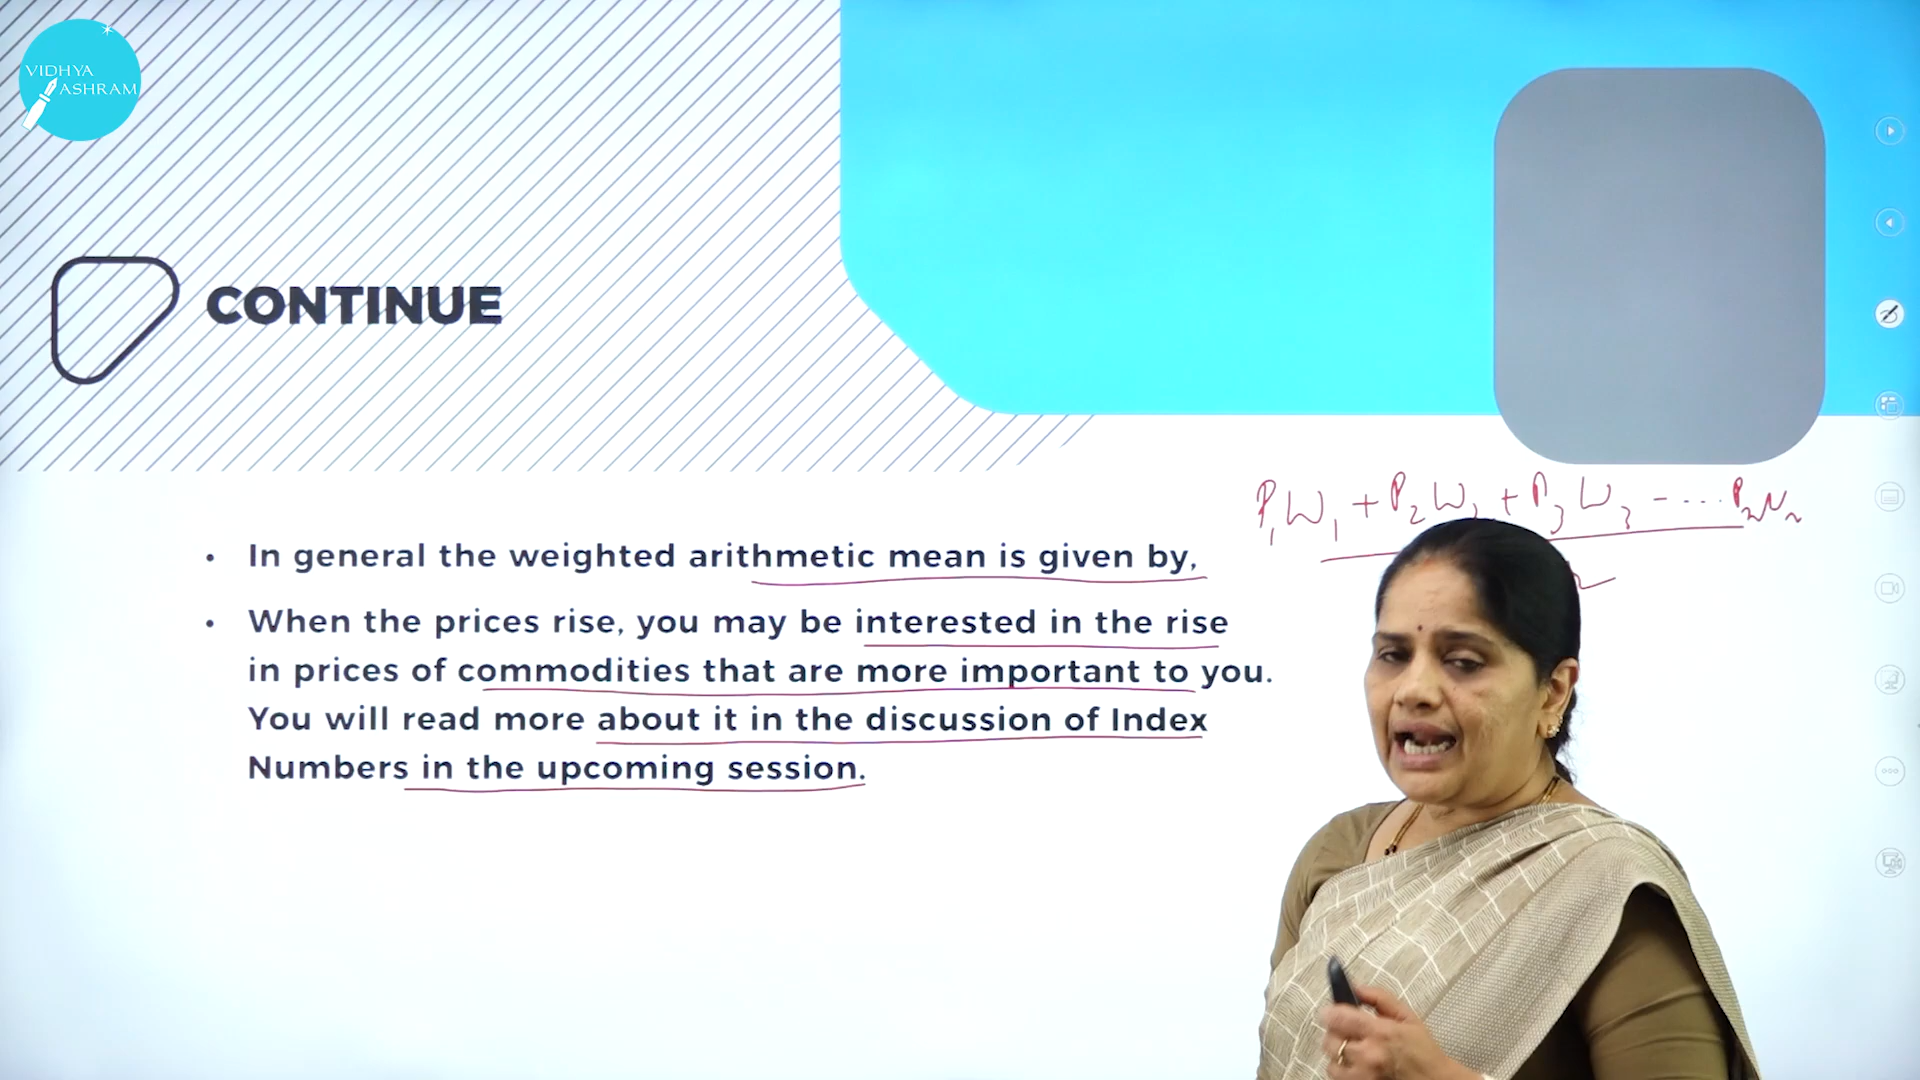 VIDHYA
ASHRAM
CONTINUE
P₁W₁ + P₂W₂ + P₃W₃ - .... PₙWₙ
• In general the weighted arithmetic mean is given by,
• When the prices rise, you may be interested in the rise
in prices of commodities that are more important to you.
You will read more about it in the discussion of Index
Numbers in the upcoming session.